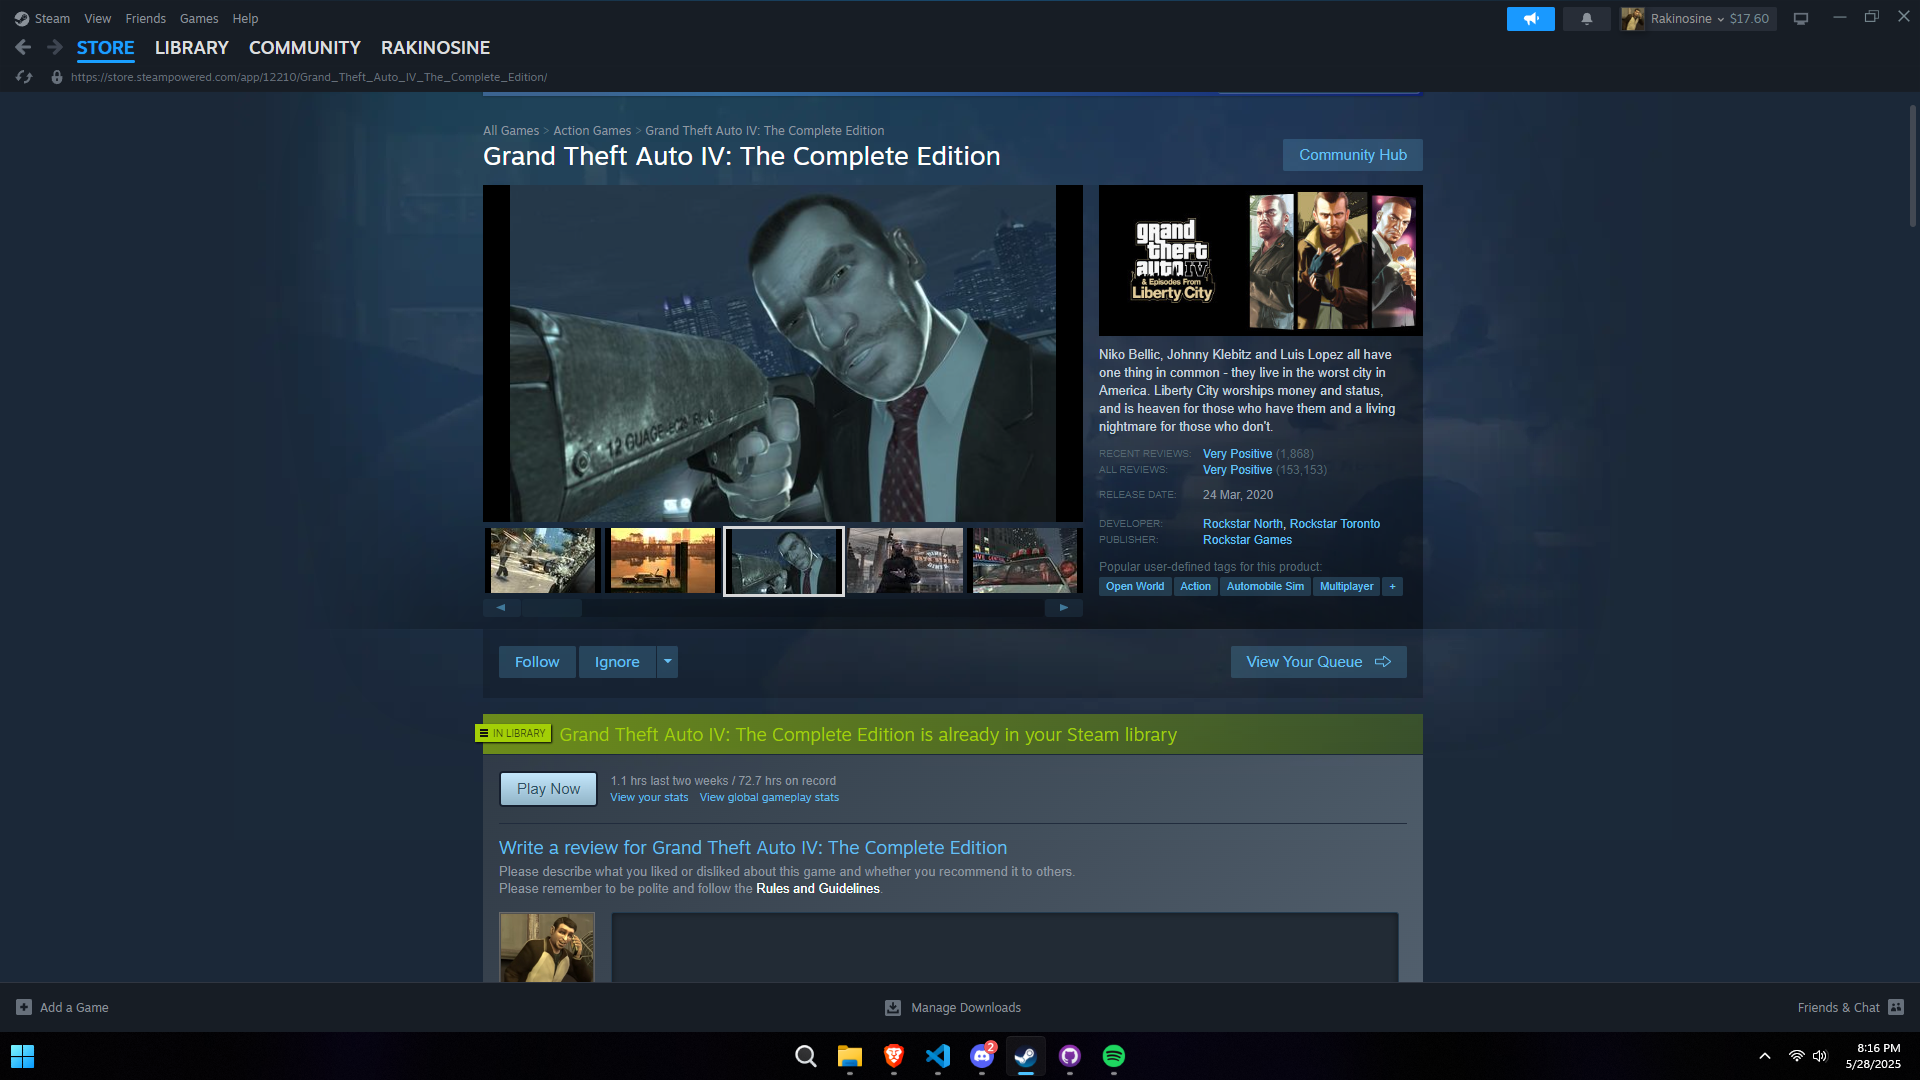 Steam View Friends Games Help
Rakinosine $17.60
STORE LIBRARY COMMUNITY RAKINOSINE
https://store.steampowered.com/app/12210/Grand_Theft_Auto_IV_The_Complete_Edition/
All Games > Action Games > Grand Theft Auto IV: The Complete Edition
Grand Theft Auto IV: The Complete Edition
Community Hub
grand
theft
auto IV
& Episodes From
Liberty City
Niko Bellic, Johnny Klebitz and Luis Lopez all have
one thing in common - they live in the worst city in
America. Liberty City worships money and status,
and is heaven for those who have them and a living
nightmare for those who don't.
RECENT REVIEWS: Very Positive (1,868)
ALL REVIEWS: Very Positive (153,153)
RELEASE DATE: 24 Mar, 2020
DEVELOPER: Rockstar North, Rockstar Toronto
PUBLISHER: Rockstar Games
Popular user-defined tags for this product:
Open World Action Automobile Sim Multiplayer +
Follow Ignore
View Your Queue
IN LIBRARY
Grand Theft Auto IV: The Complete Edition is already in your Steam library
Play Now
1.1 hrs last two weeks / 72.7 hrs on record
View your stats View global gameplay stats
Write a review for Grand Theft Auto IV: The Complete Edition
Please describe what you liked or disliked about this game and whether you recommend it to others.
Please remember to be polite and follow the Rules and Guidelines.
Add a Game
Manage Downloads
Friends & Chat
2
8:16 PM
5/28/2025